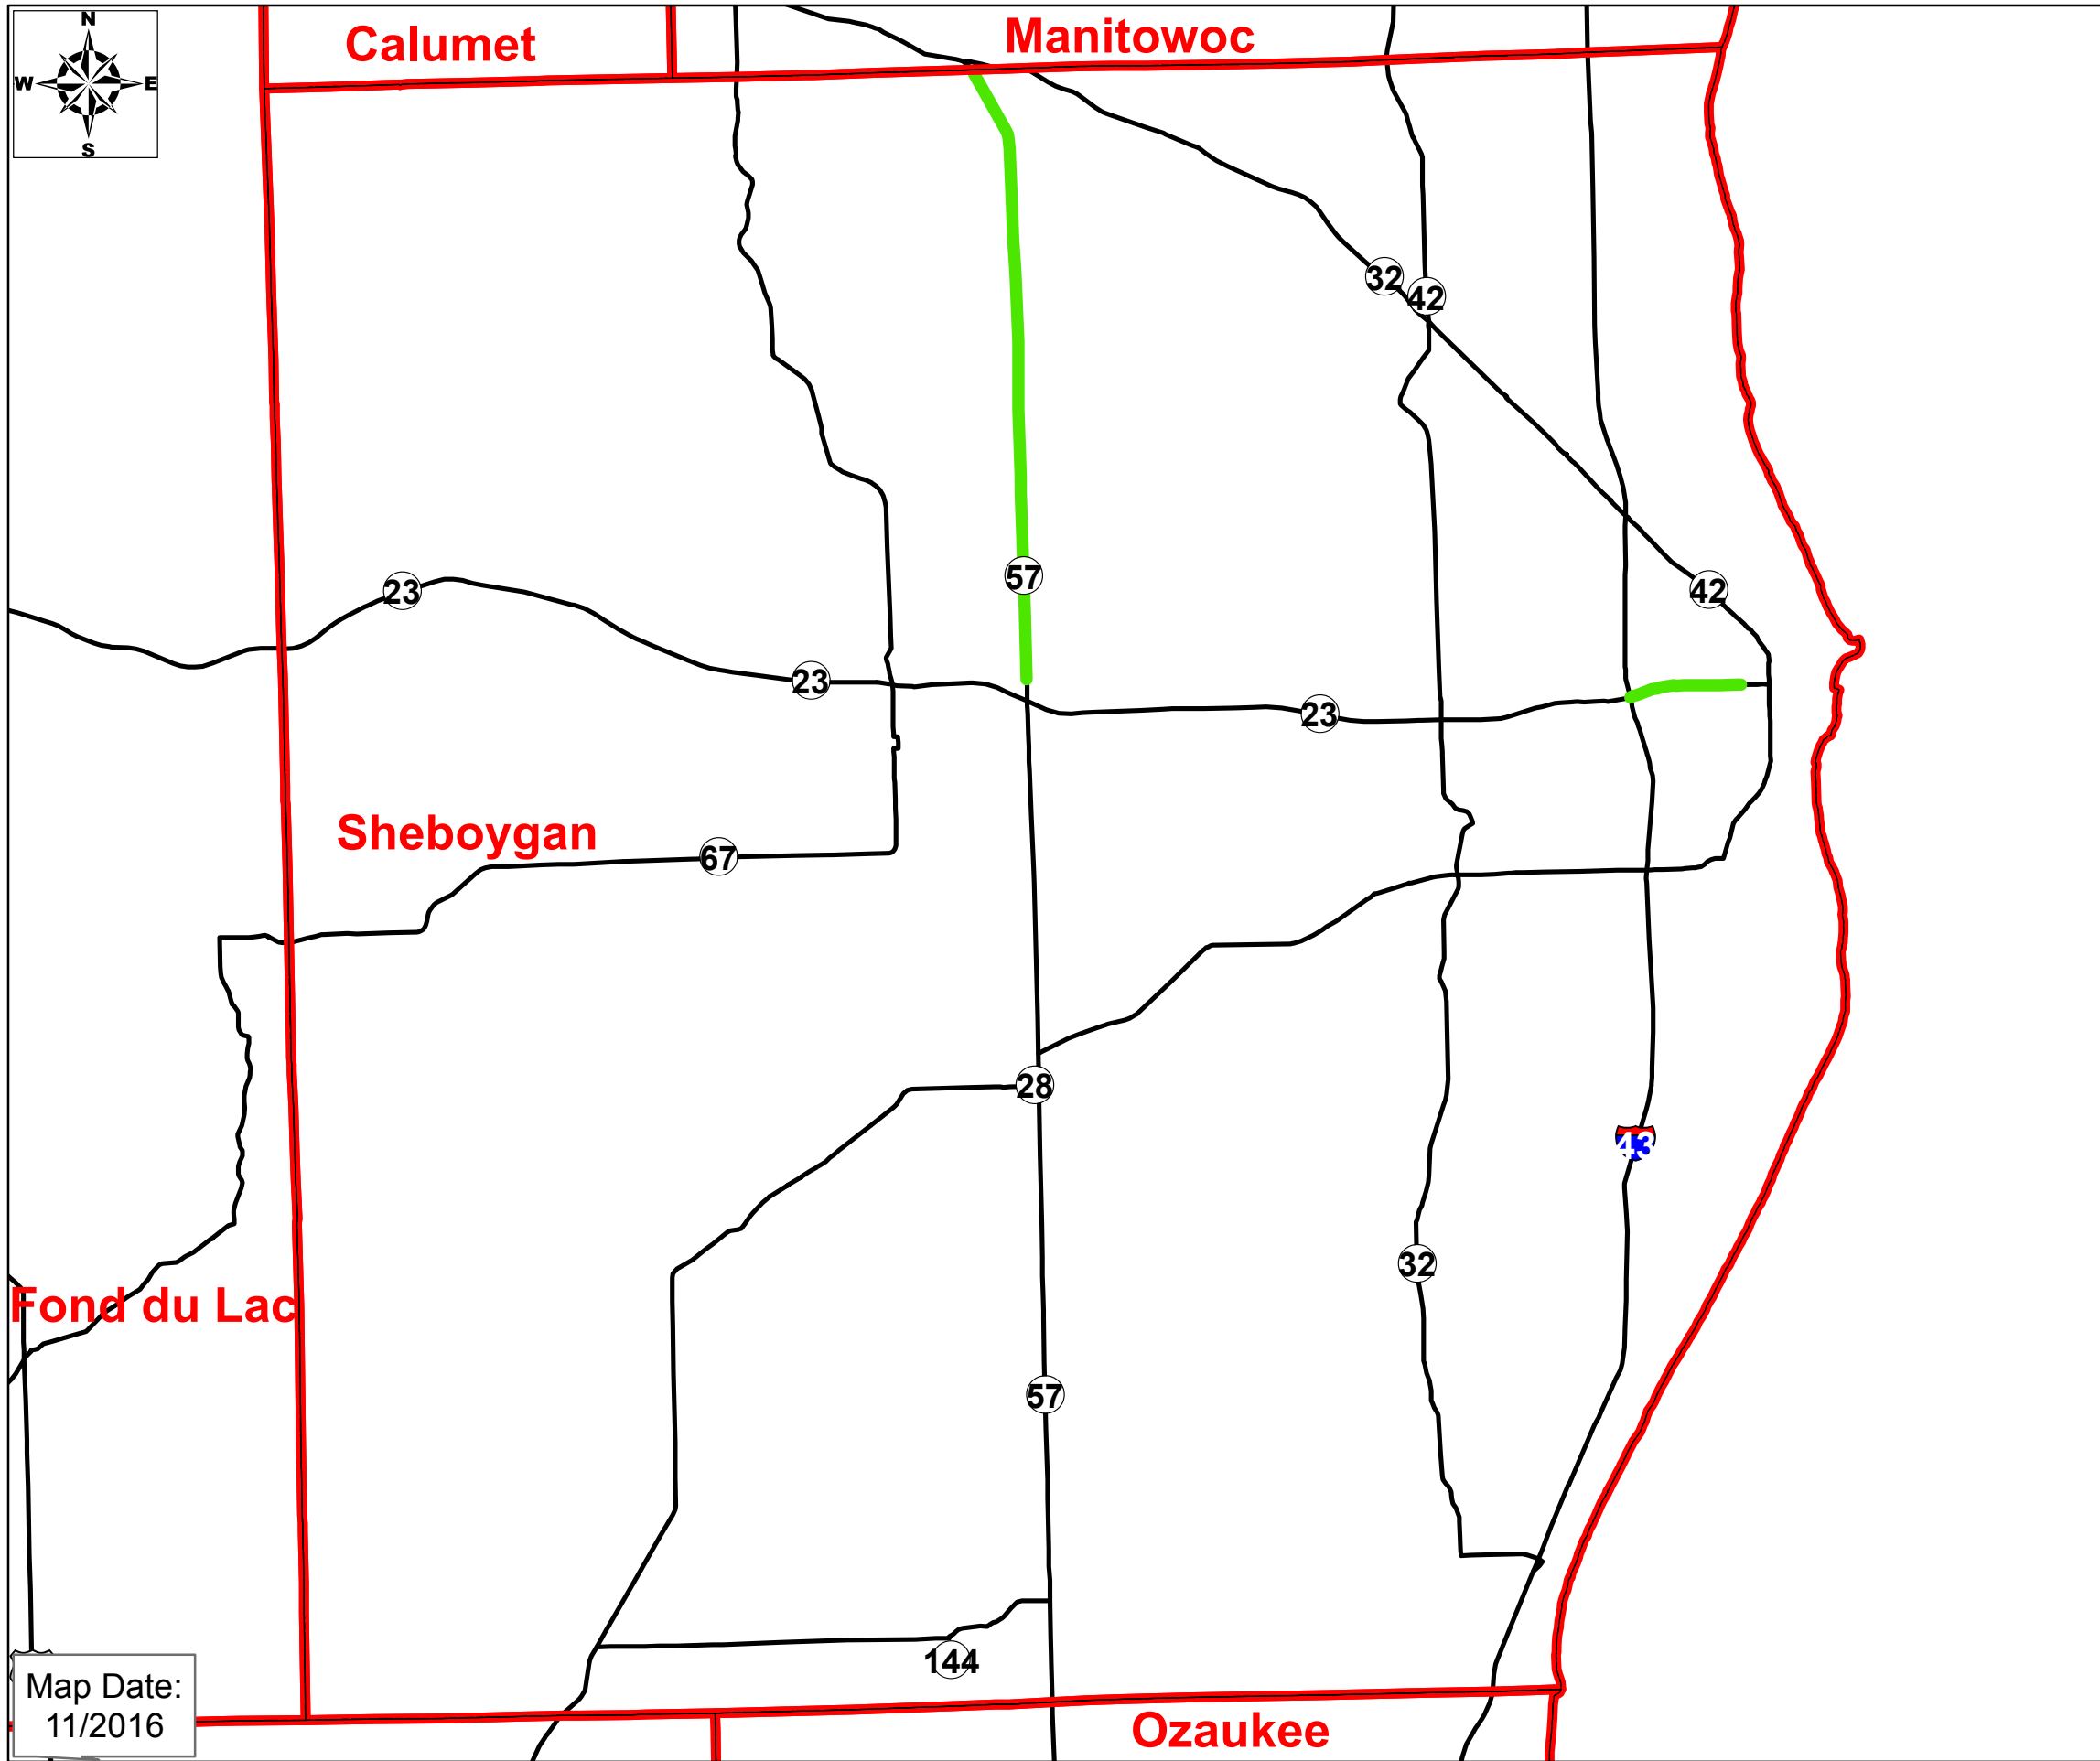 N
Calumet
Manitowoc
W
E
S
32
42
57
23
42
23
23
Sheboygan
67
28
43
32
Fond du Lac
57
144
Map Date:
11/2016
Ozaukee